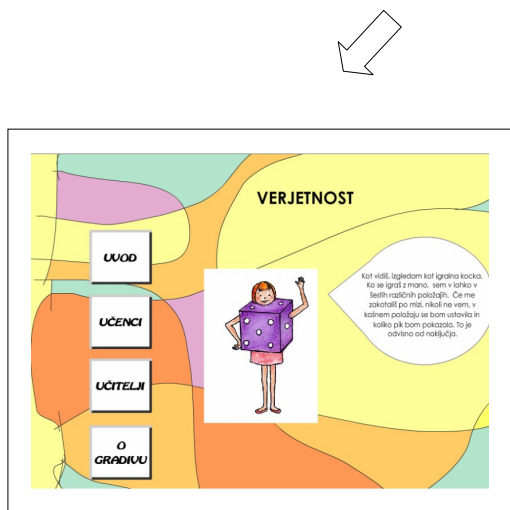 VERJETNOST
UVOD
UČENCI
UČITELJI
O
GRADIVU
Kot vidiš, izgledam kot igralna kocka.
Ko se igraš z mano,  sem v lahko v
šestih različnih položajih.  Če me
zakotališ po mizi, nikoli ne vem, v
kašnem položaju se bom ustavila in
koliko pik bom pokazala. To je
odvisno od naključja.